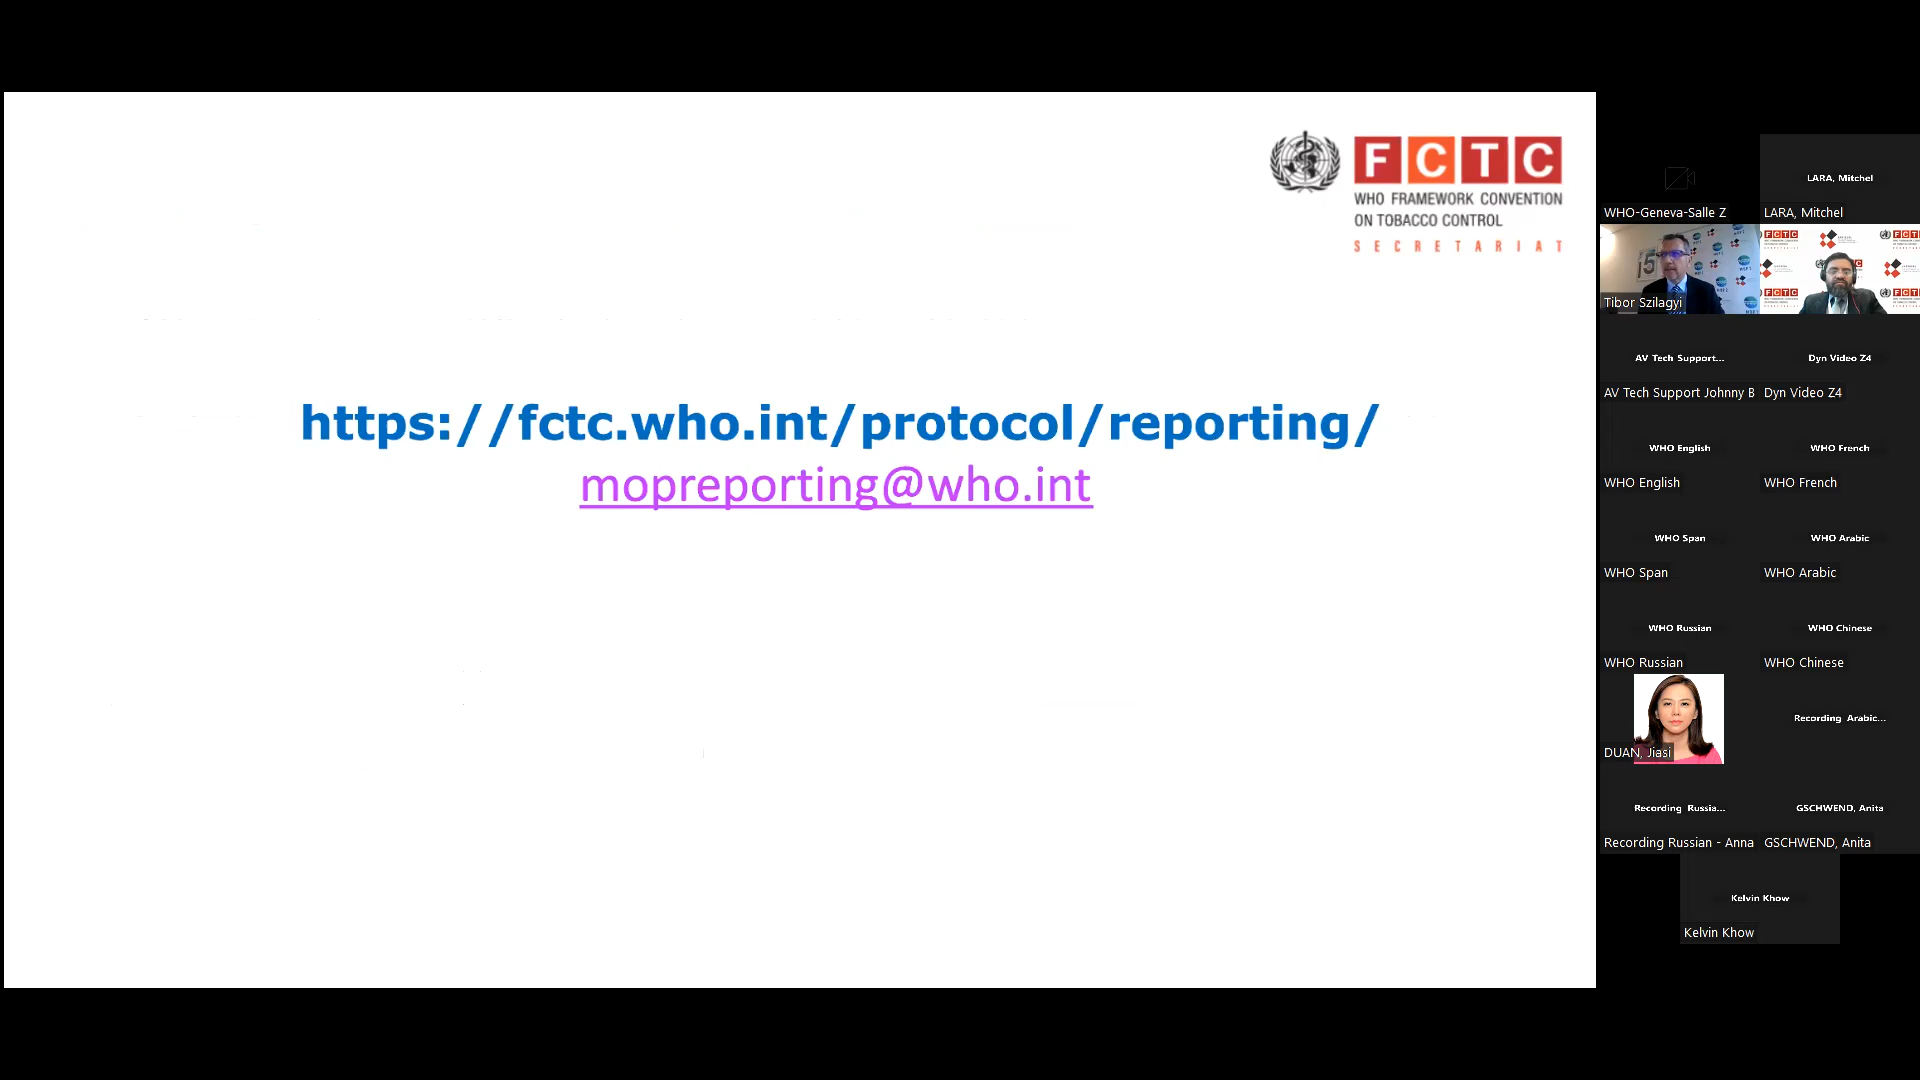 FCTC
WHO FRAMEWORK CONVENTION
ON TOBACCO CONTROL
SECRETARIAT
https://fctc.who.int/protocol/reporting/
mopreporting@who.int
WHO-Geneva-Salle Z
LARA, Mitchel
LARA, Mitchel
Tibor Szilagyi
FCTC
FCTC
FCTC
FCTC
AV Tech Support...
Dyn Video Z4
AV Tech Support Johnny B
Dyn Video Z4
WHO English
WHO French
WHO English
WHO French
WHO Span
WHO Arabic
WHO Span
WHO Arabic
WHO Russian
WHO Chinese
WHO Russian
WHO Chinese
DUAN, Jiasi
Recording Arabic...
Recording Russia...
GSCHWEND, Anita
Recording Russian - Anna
GSCHWEND, Anita
Kelvin Khow
Kelvin Khow